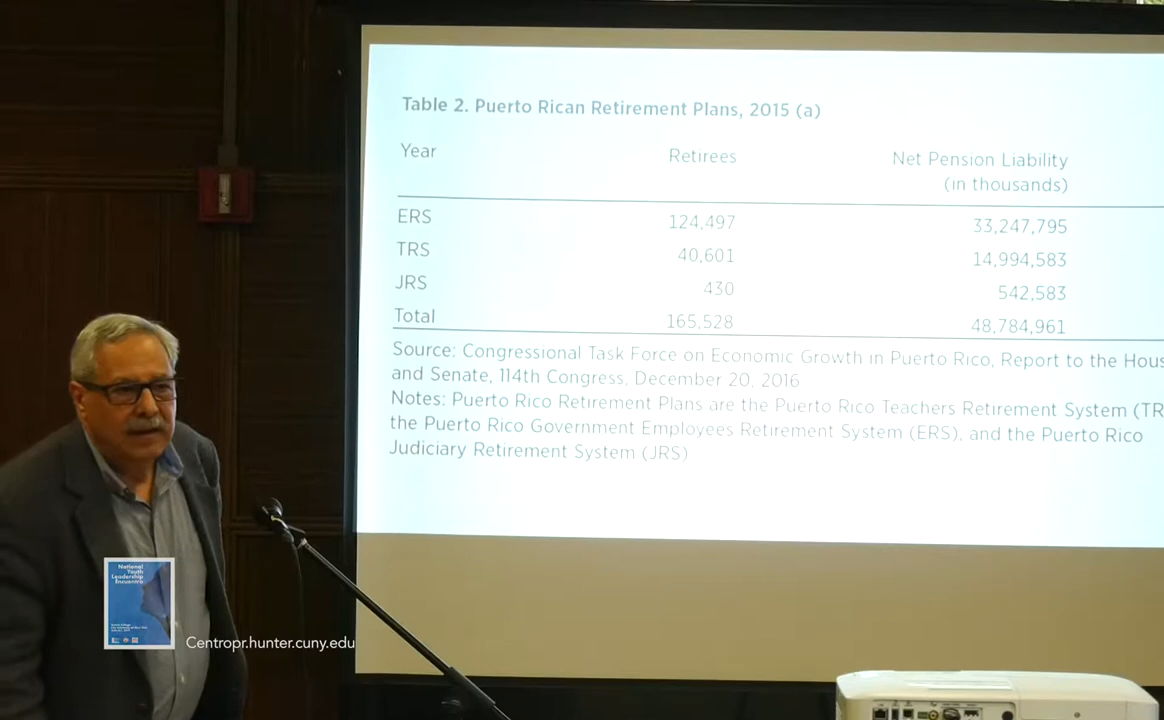 Table 2. Puerto Rican Retirement Plans, 2015 (a)
Year Retirees Net Pension Liability
(in thousands)
ERS 124,497 33,247,795
TRS 40,601 14,994,583
JRS 430 542,583
Total 165,528 48,784,961
Source: Congressional Task Force on Economic Growth in Puerto Rico, Report to the Hous
and Senate, 114th Congress, December 20, 2016
Notes: Puerto Rico Retirement Plans are the Puerto Rico Teachers Retirement System (TR
the Puerto Rico Government Employees Retirement System (ERS), and the Puerto Rico
Judiciary Retirement System (JRS)
National
Youth
Leadership
Encuentro
Centropr.hunter.cuny.edu